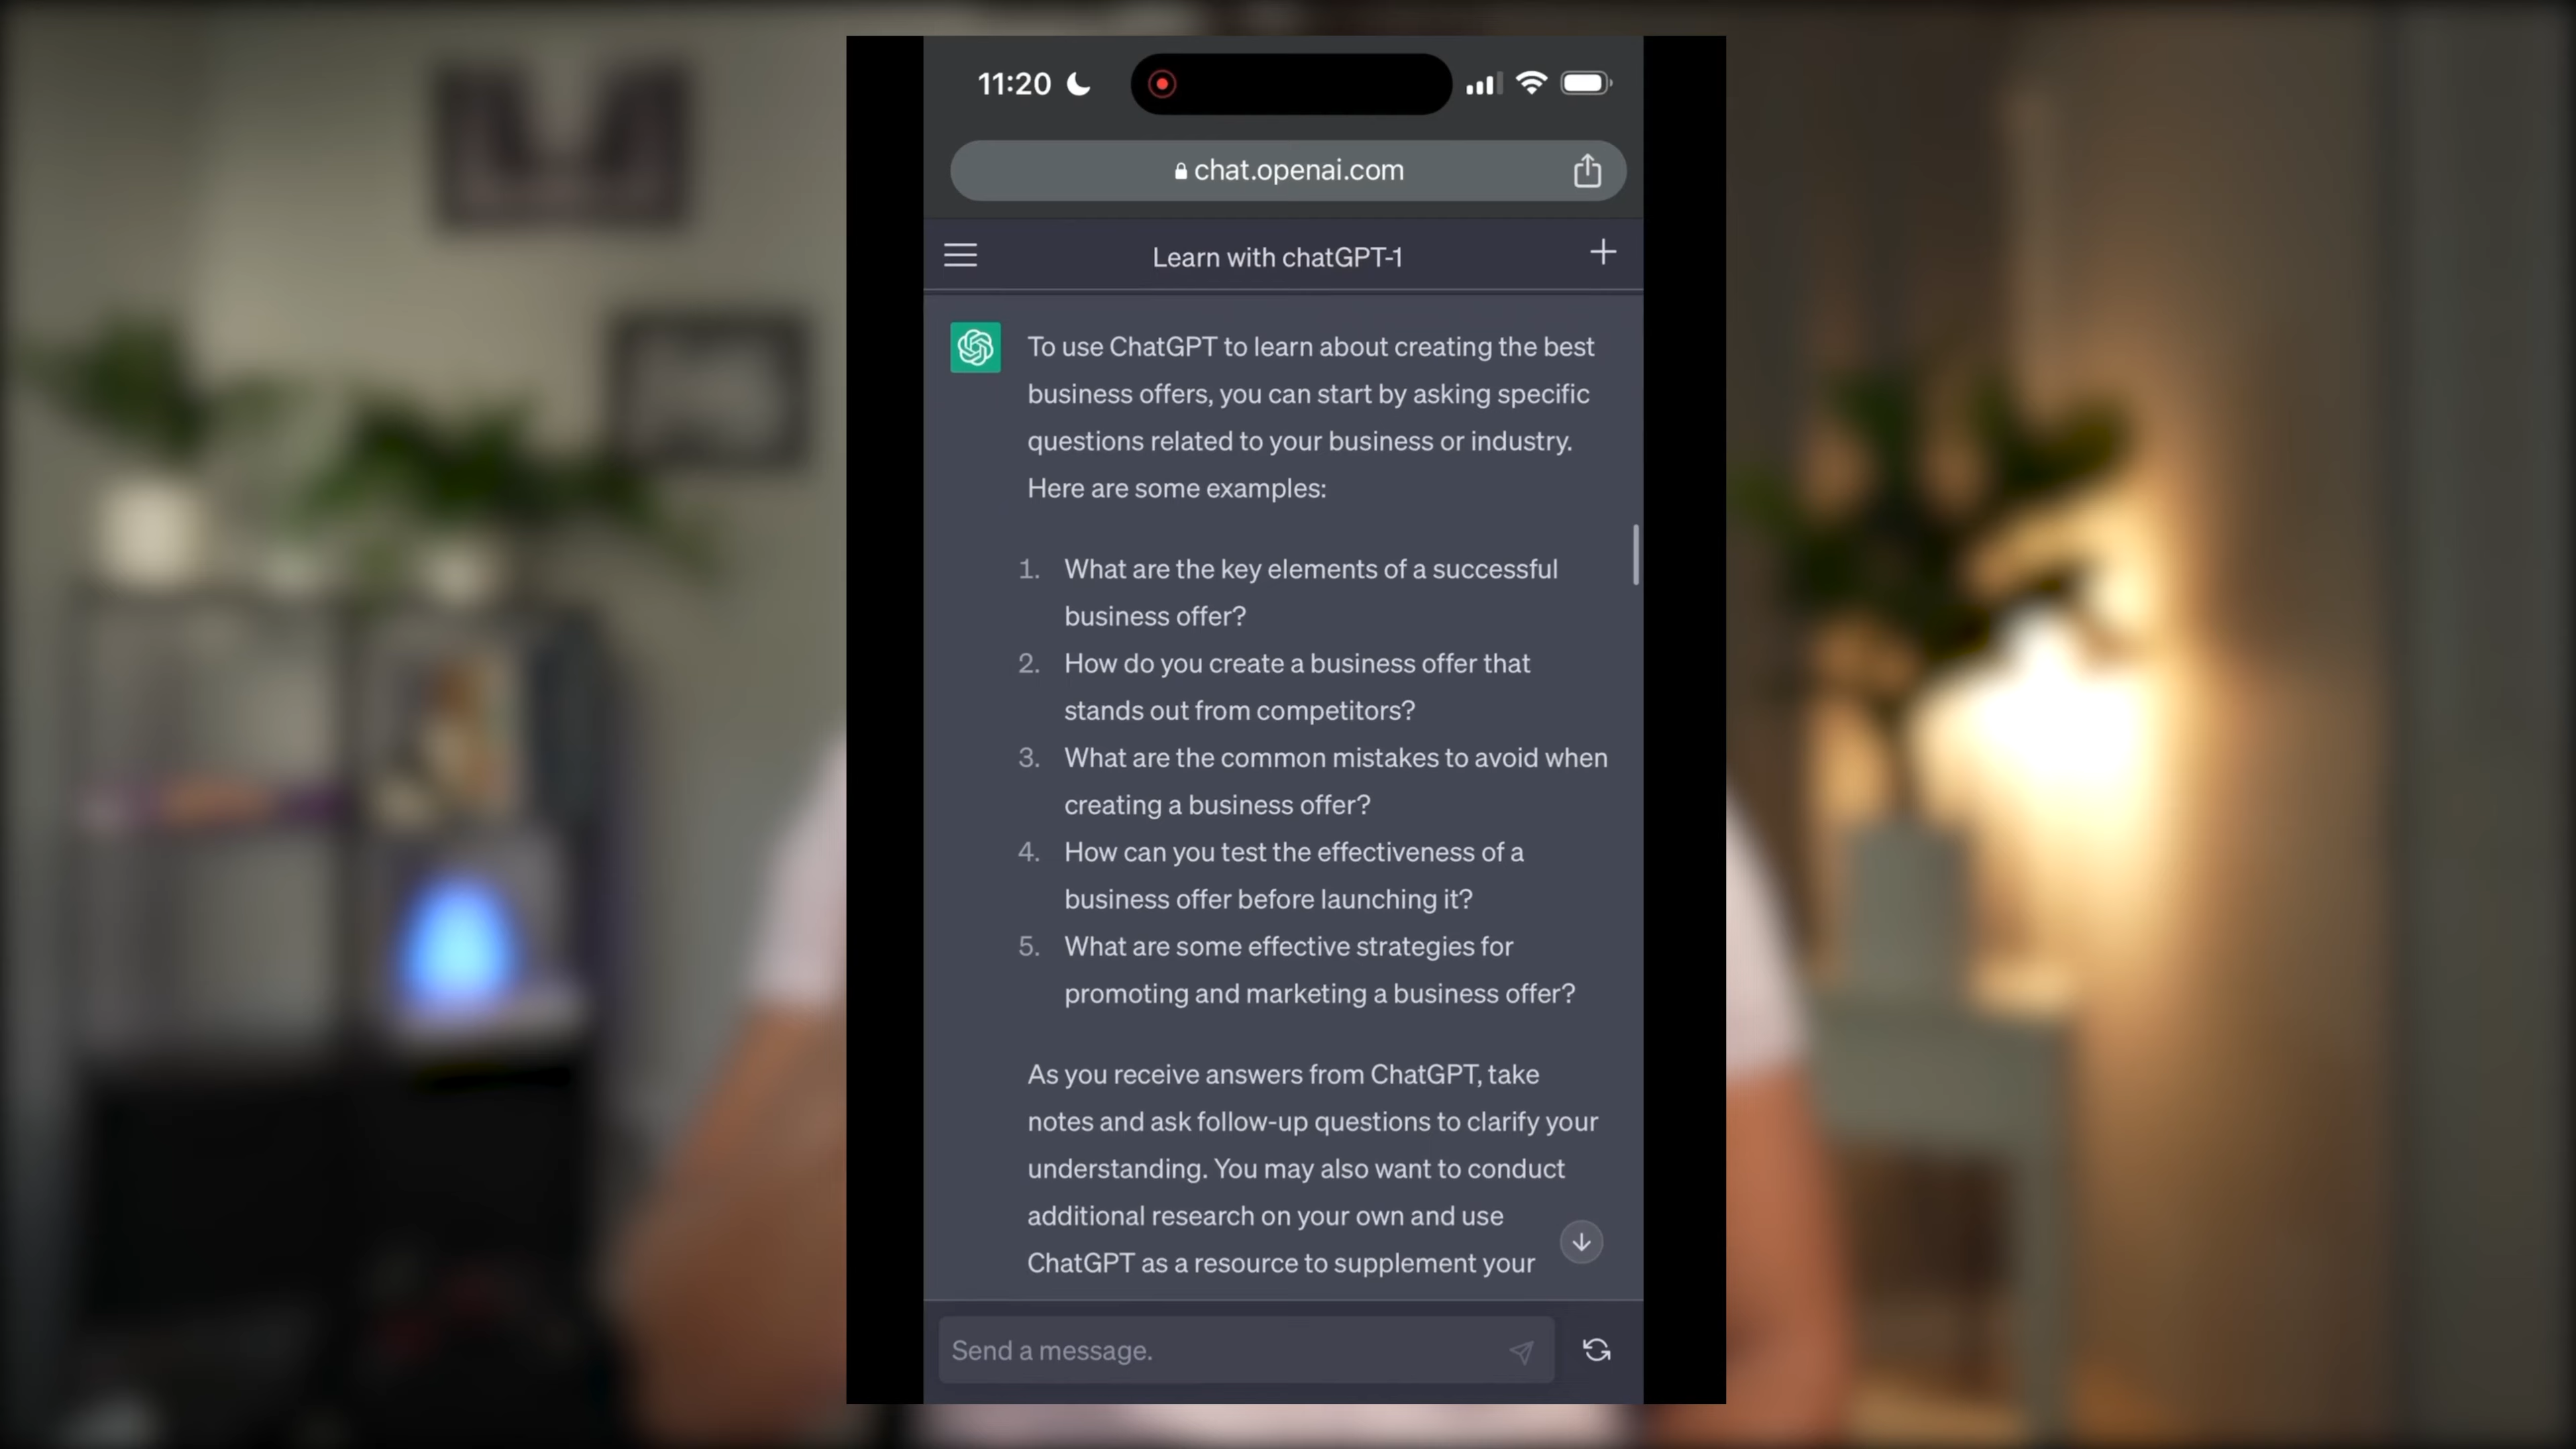 11:20
chat.openai.com
Learn with chatGPT-1
To use ChatGPT to learn about creating the best
business offers, you can start by asking specific
questions related to your business or industry.
Here are some examples:
1. What are the key elements of a successful
business offer?
2. How do you create a business offer that
stands out from competitors?
3. What are the common mistakes to avoid when
creating a business offer?
4. How can you test the effectiveness of a
business offer before launching it?
5. What are some effective strategies for
promoting and marketing a business offer?
As you receive answers from ChatGPT, take
notes and ask follow-up questions to clarify your
understanding. You may also want to conduct
additional research on your own and use
ChatGPT as a resource to supplement your
Send a message.